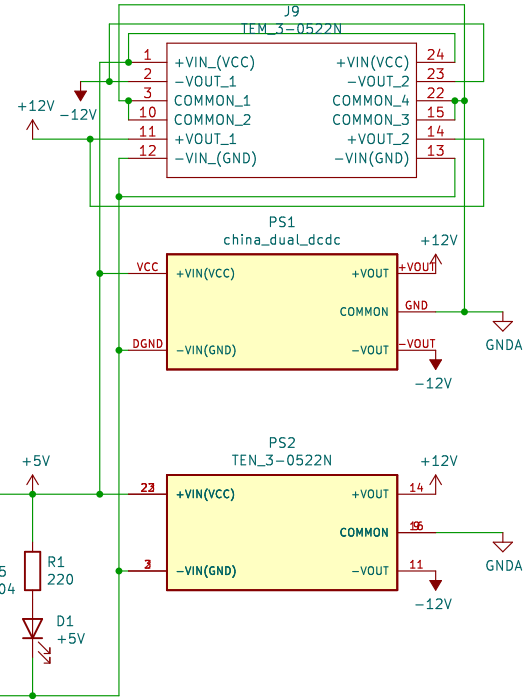 J9
TEM_3-0522N
1 +VIN_(VCC) +VIN(VCC) 24
2 -VOUT_1 -VOUT_2 23
3 COMMON_1 COMMON_4 22
10 COMMON_2 COMMON_3 15
11 +VOUT_1 +VOUT_2 14
12 -VIN_(GND) -VIN(GND) 13
-12V
+12V
PS1
china_dual_dcdc
+12V
VCC +VIN(VCC) +VOUT +VOUT
COMMON GND
DGND -VIN(GND) -VOUT -VOUT
GNDA
-12V
PS2
TEN_3-0522N
+12V
+5V
+VIN(VCC) +VOUT 14
COMMON
-VIN(GND) -VOUT 11
GNDA
-12V
R1
220
5
04
D1
+5V